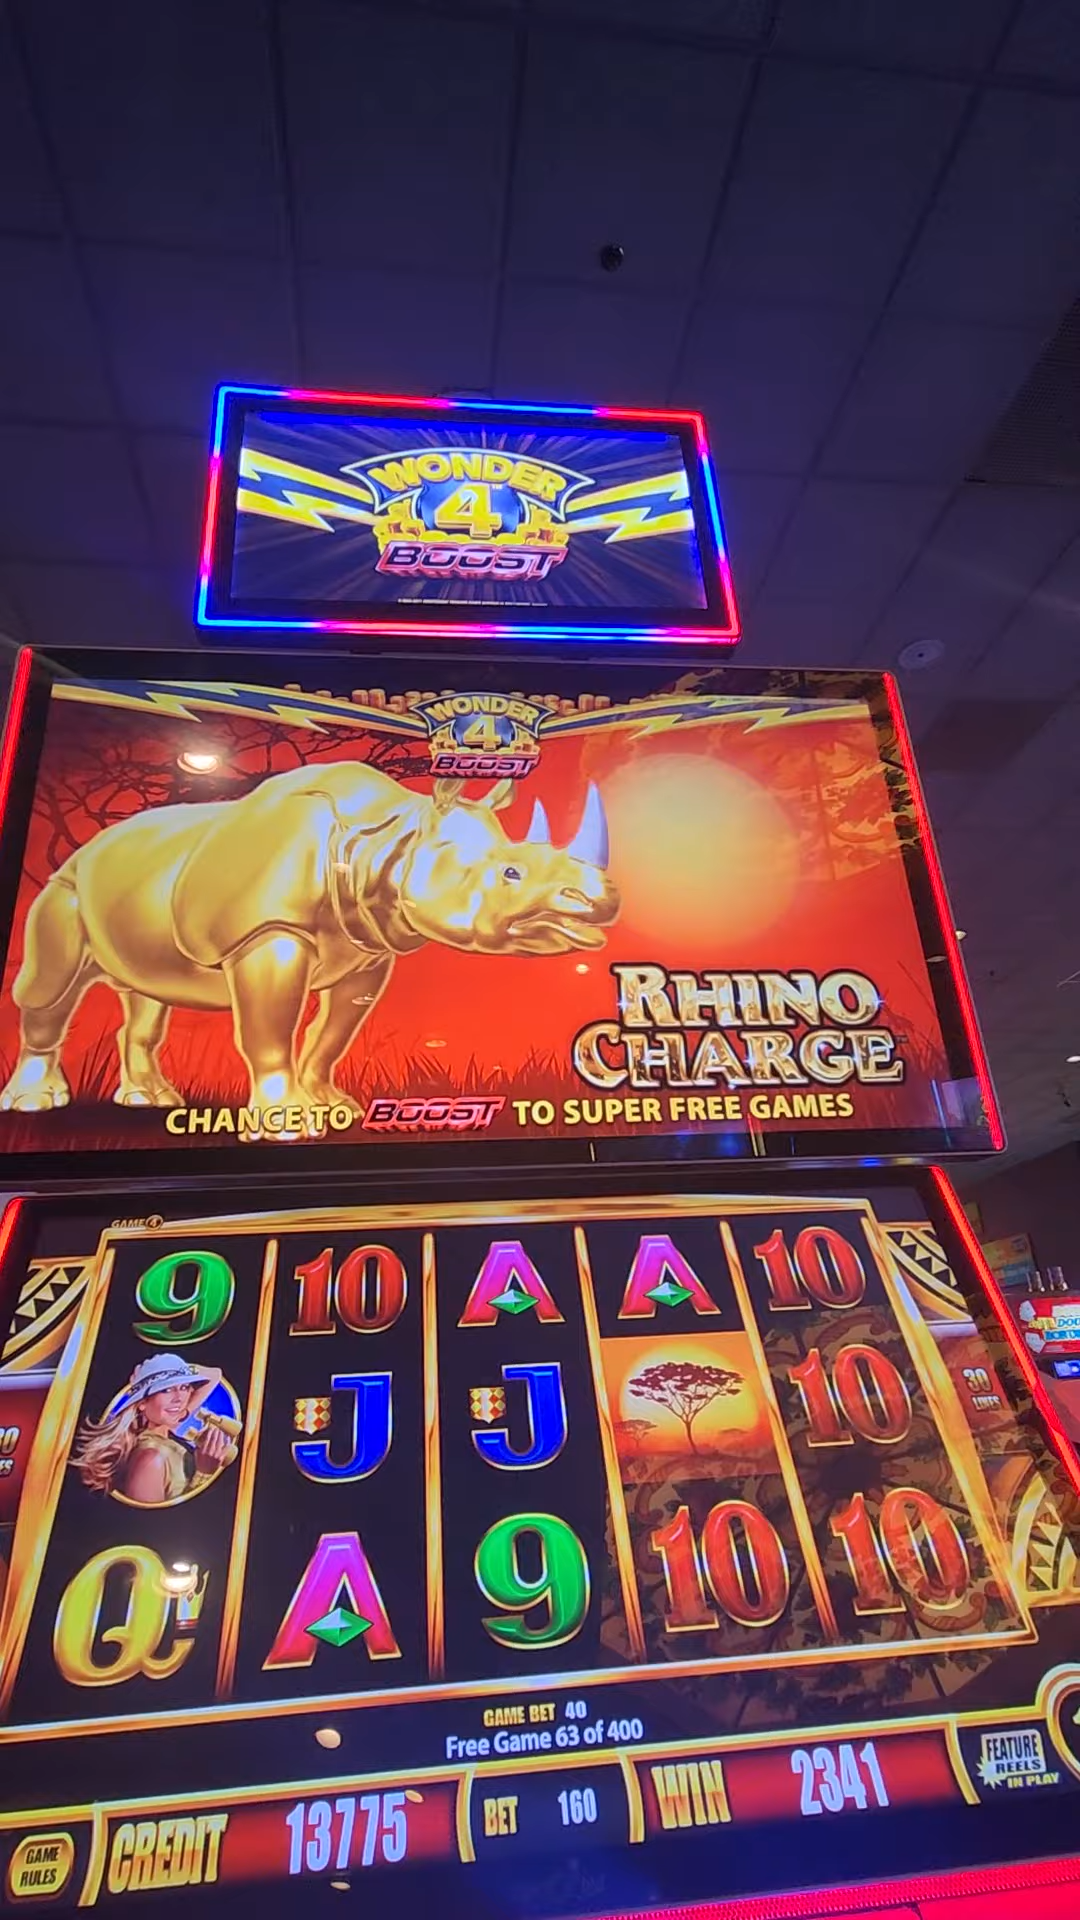 WONDER
4
BOOST
WONDER
4
BOOST
RHINO
CHARGE
CHANCE TO BOOST TO SUPER FREE GAMES
GAME 4
9 10 A A 10
J J 10
Q A 9 10 10
30
LINES
GAME BET 40
Free Game 63 of 400
FEATURE
REELS
IN PLAY
GAME
RULES
CREDIT 13775 BET 160 WIN 2341